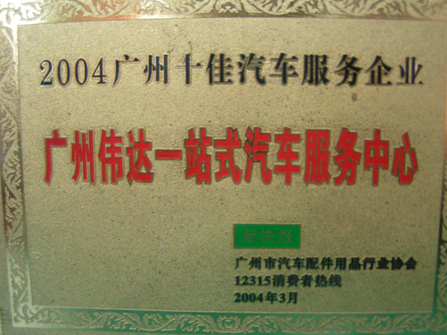 2004广州十佳汽车服务企业
广州伟达一站式汽车服务中心
新快报
广州市汽车配件用品行业协会
12315消费者热线
2004年3月